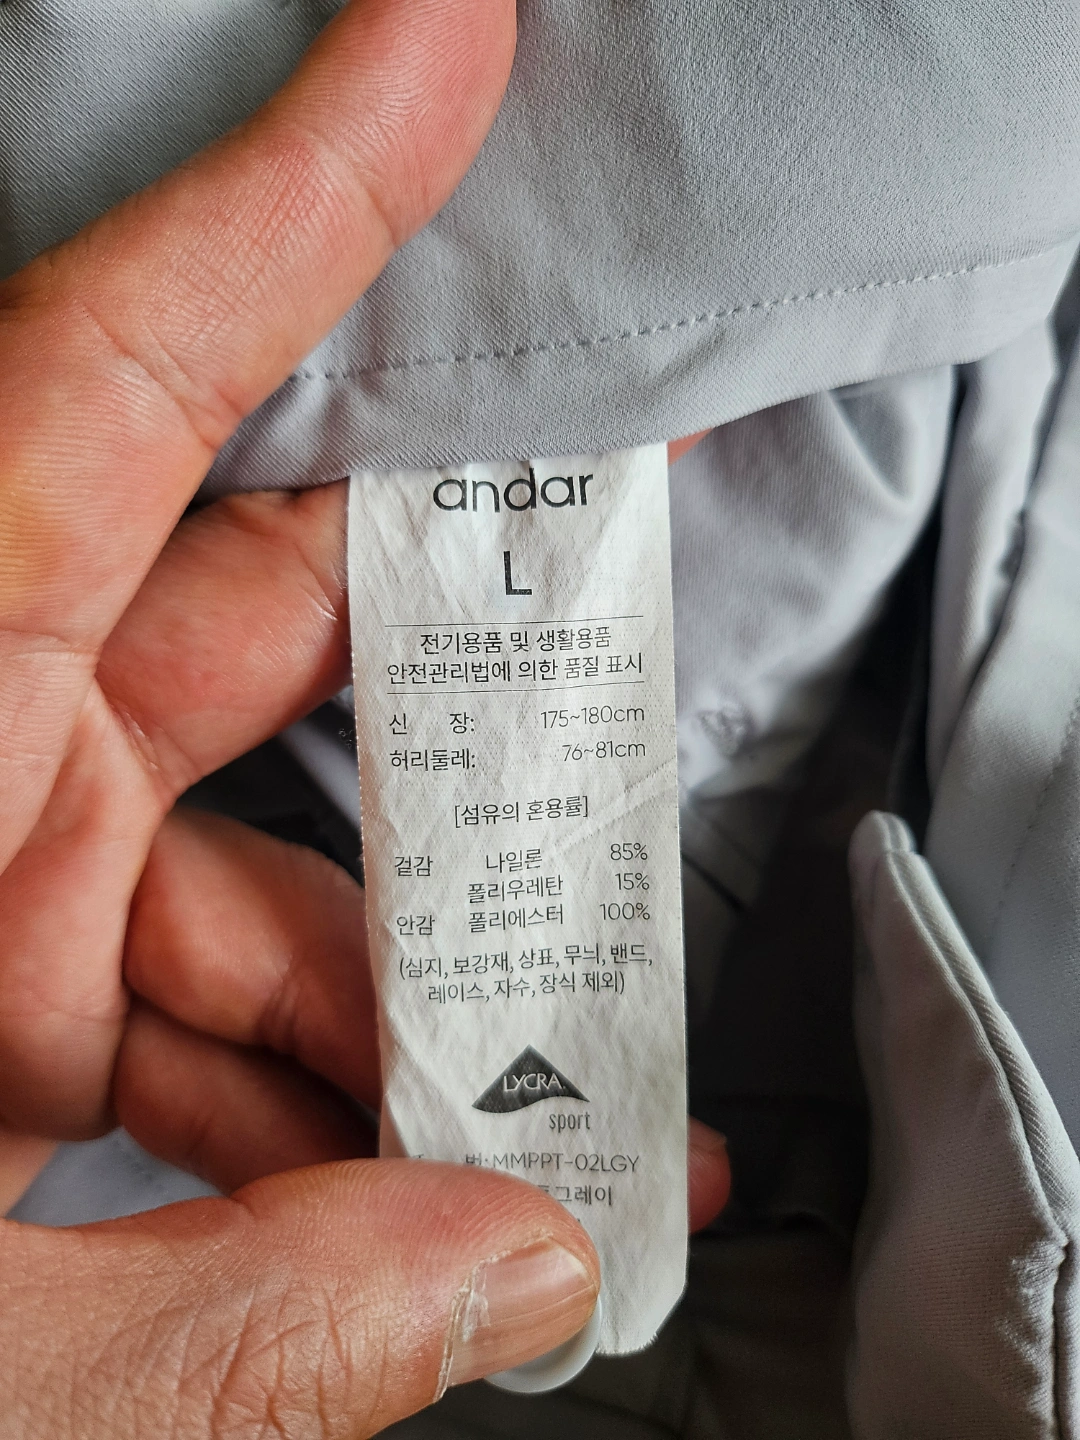 andar
L
전기용품 및 생활용품
안전관리법에 의한 품질 표시
신 장: 175~180cm
허리둘레: 76~81cm
[섬유의 혼용률]
겉감 나일론 85%
폴리우레탄 15%
안감 폴리에스터 100%
(심지, 보강재, 상표, 무늬, 밴드,
레이스, 자수, 장식 제외)
LYCRA
sport
번: MMPPT-02LGY
그레이